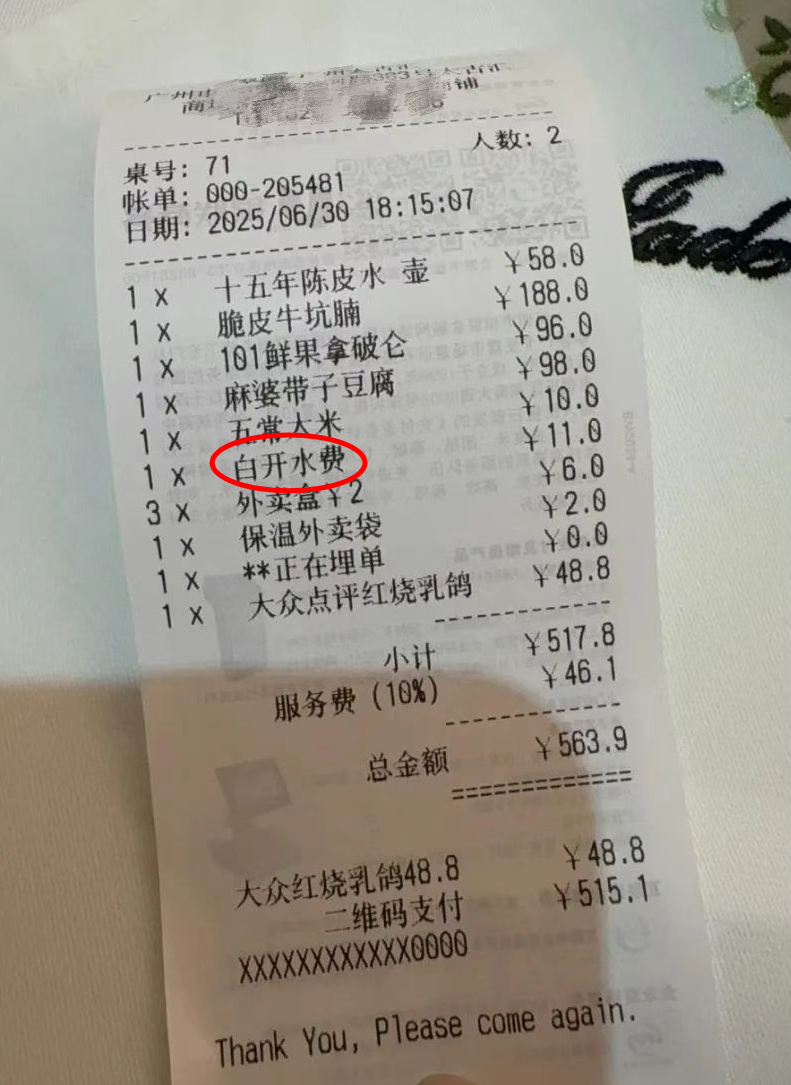 广州
商
铺
人数: 2
桌号: 71
帐单: 000-205481
日期: 2025/06/30 18:15:07
1 x 十五年陈皮水 壶 ￥58.0
1 x 脆皮牛坑腩 ￥188.0
1 x 101鲜果拿破仑 ￥96.0
1 x 麻婆带子豆腐 ￥98.0
1 x 五常大米 ￥10.0
1 x 白开水费 ￥11.0
3 x 外卖盒￥2 ￥6.0
1 x 保温外卖袋 ￥2.0
1 x **正在埋单 ￥0.0
1 x 大众点评红烧乳鸽 ￥48.8
小计 ￥517.8
服务费(10%) ￥46.1
总金额 ￥563.9
大众红烧乳鸽48.8 ￥48.8
二维码支付 ￥515.1
XXXXXXXXXXXX0000
Thank You, Please come again.
Jado